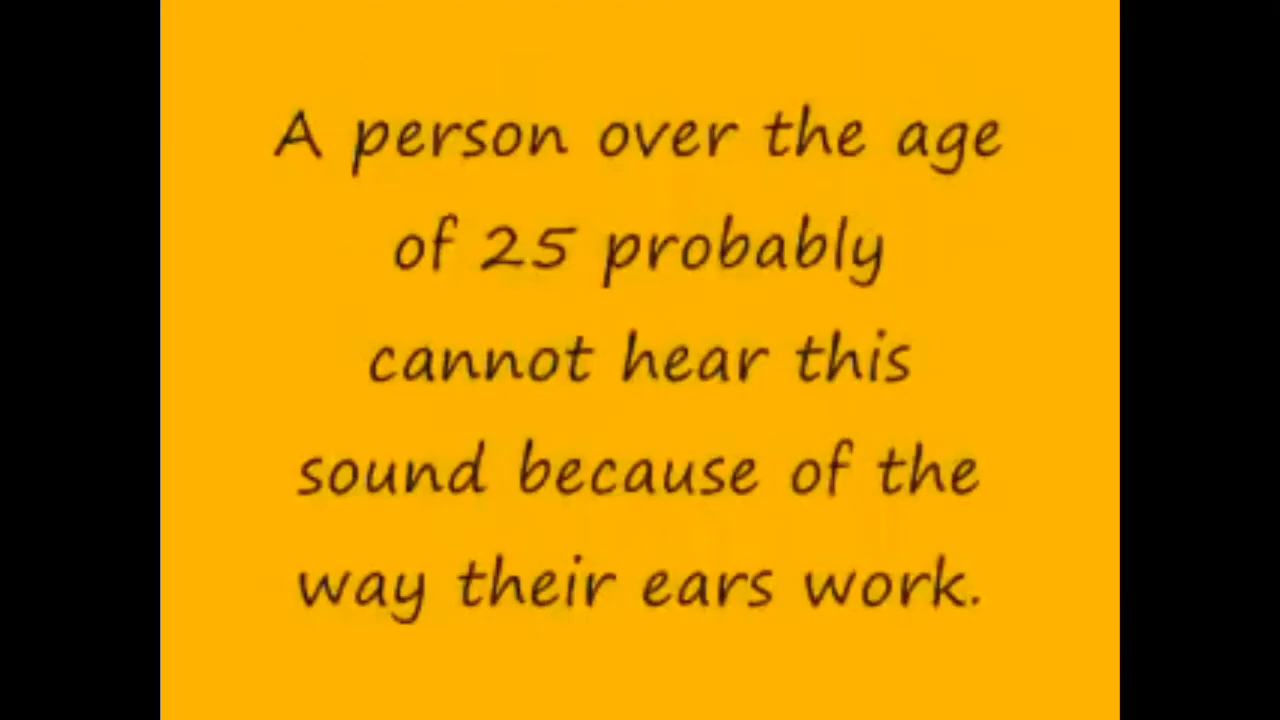 A person over the age
of 25 probably
cannot hear this
sound because of the
way their ears work.